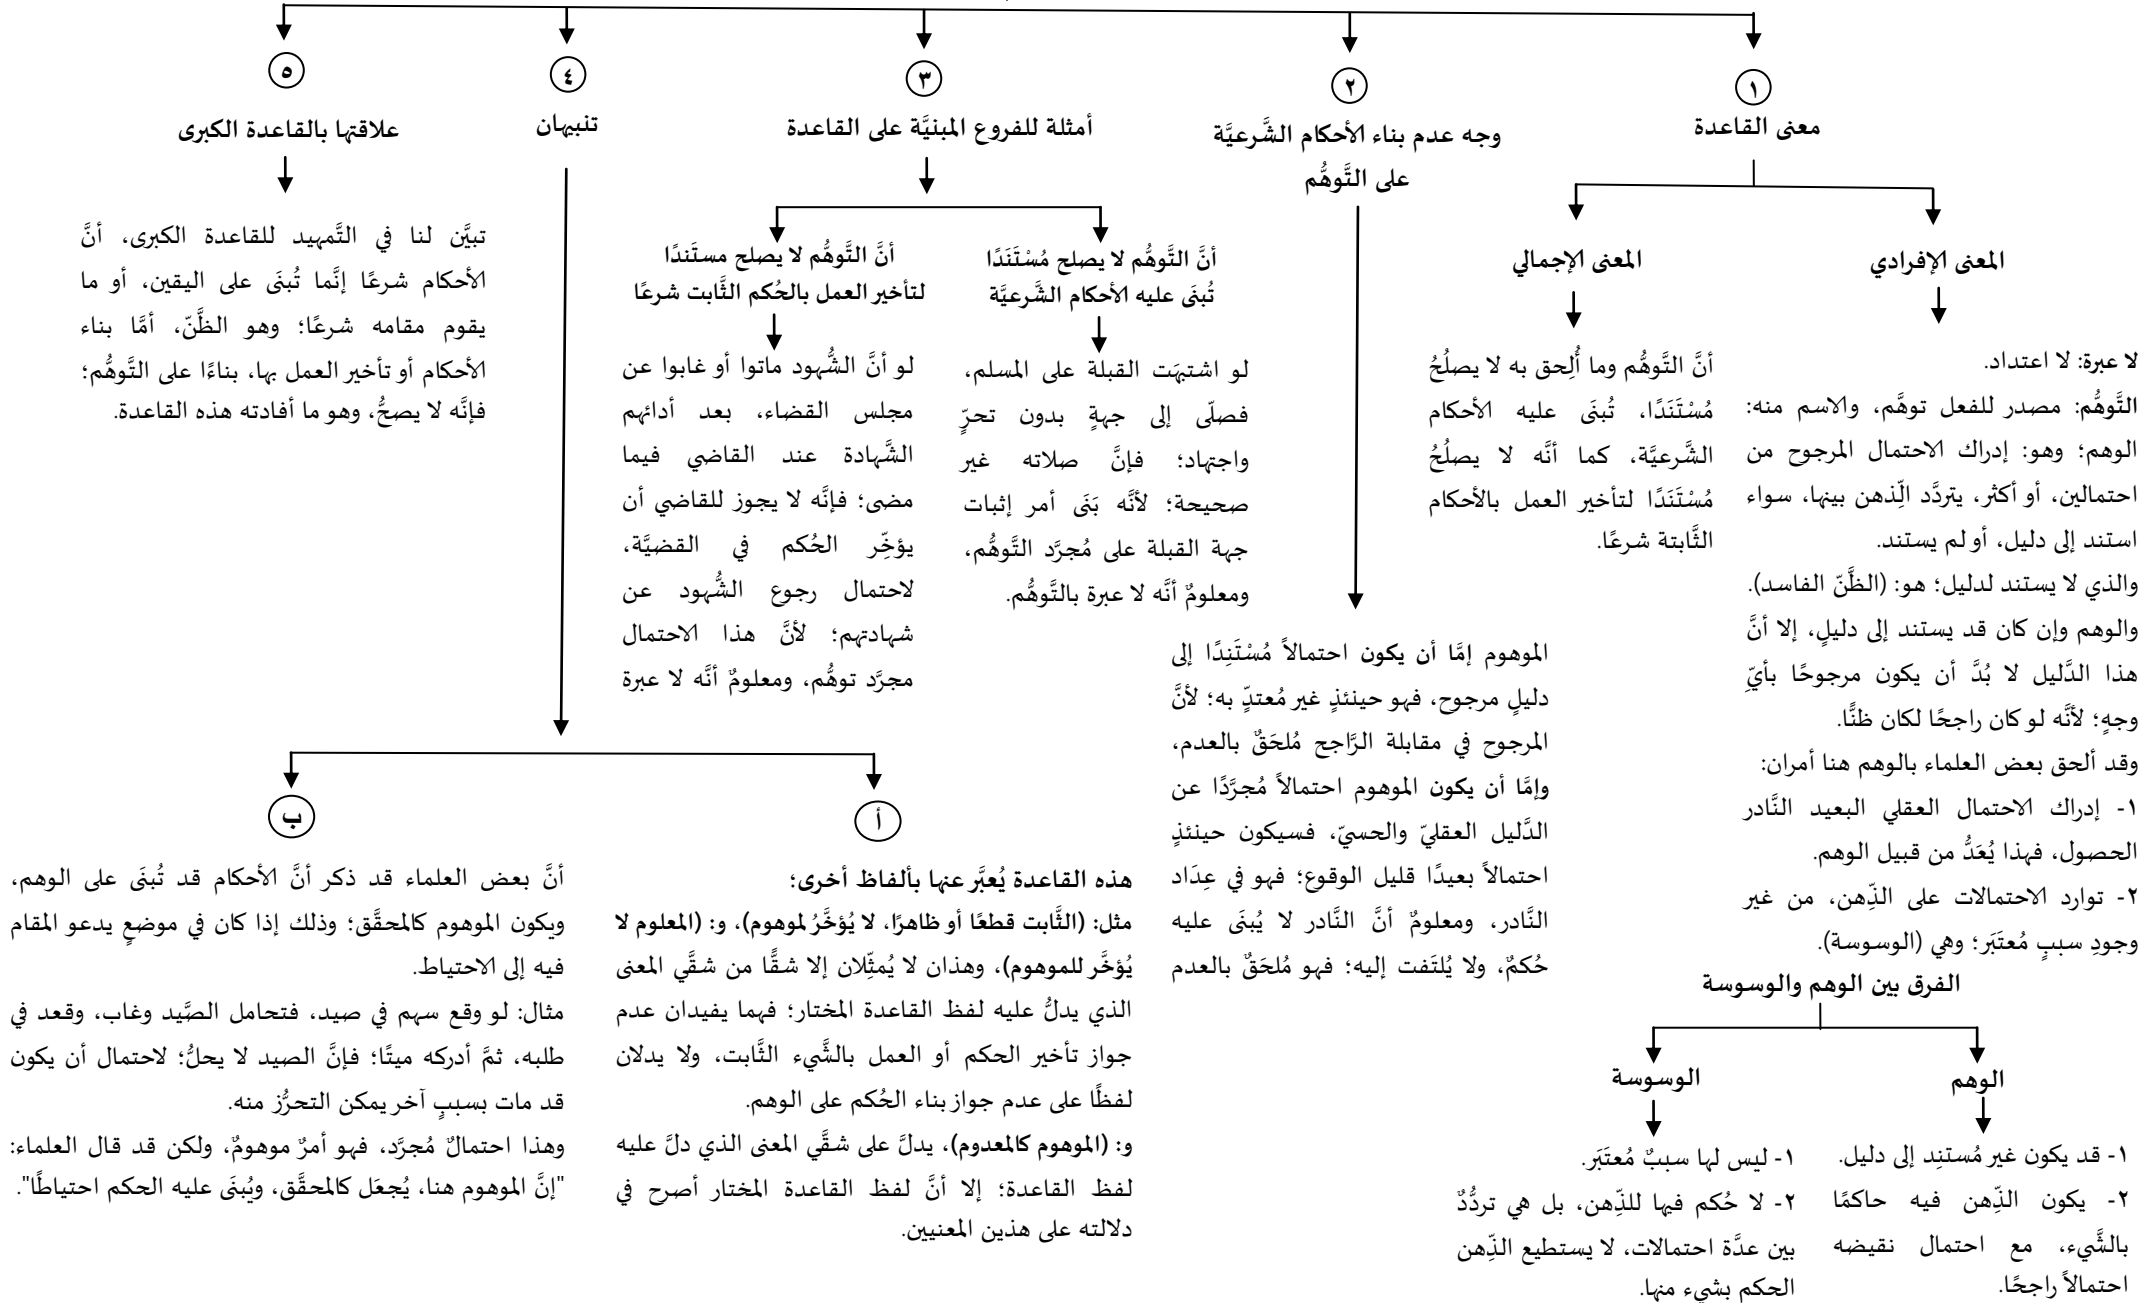 ١
معنى القاعدة
المعنى الإفرادي
لا عبرة: لا اعتداد.
التَّوهُّم: مصدر للفعل توهَّم، والاسم منه:
الوهم؛ وهو: إدراك الاحتمال المرجوح من
احتمالين، أو أكثر، يتردَّد الِّذهن بينها، سواء
استند إلى دليل، أو لم يستند.
والذي لا يستند لدليل؛ هو: (الظَّنّ الفاسد).
والوهم وإن كان قد يستند إلى دليلٍ، إلا أنَّ
هذا الدَّليل لا بُدَّ أن يكون مرجوحًا بأيِّ
وجهٍ؛ لأنَّه لو كان راجحًا لكان ظنًّا.
وقد ألحق بعض العلماء بالوهم هنا أمران:
١- إدراك الاحتمال العقلي البعيد النَّادر
الحصول، فهذا يُعَدُّ من قبيل الوهم.
٢- توارد الاحتمالات على الذِّهن، من غير
وجودِ سببٍ مُعتَبَر؛ وهي (الوسوسة).
الفرق بين الوهم والوسوسة
الوهم
١- قد يكون غير مُستنِد إلى دليل.
٢- يكون الذِّهن فيه حاكمًا
بالشَّيء، مع احتمال نقيضه
احتمالاً راجحًا.
الوسوسة
١- ليس لها سببٌ مُعتَبَر.
٢- لا حُكم فيها للذِّهن، بل هي تردُّدٌ
بين عدَّة احتمالات، لا يستطيع الذِّهن
الحكم بشيء منها.
المعنى الإجمالي
أنَّ التَّوهُّم وما أُلِحق به لا يصلُحُ
مُسْتَنَدًا، تُبنَى عليه الأحكام
الشَّرعيَّة، كما أنَّه لا يصلُحُ
مُسْتَنَدًا لتأخير العمل بالأحكام
الثَّابتة شرعًا.
٢
وجه عدم بناء الأحكام الشَّرعيَّة
على التَّوهُّم
الموهوم إمَّا أن يكون احتمالاً مُسْتَنِدًا إلى
دليلٍ مرجوح، فهو حينئذٍ غير مُعتدّ به؛ لأنَّ
المرجوح في مقابلة الرَّاجح مُلحَقٌ بالعدم،
وإمَّا أن يكون الموهوم احتمالاً مُجرَّدًا عن
الدَّليل العقليّ والحسيّ، فسيكون حينئذٍ
احتمالاً بعيدًا قليل الوقوع؛ فهو في عِدَاد
النَّادر، ومعلومٌ أنَّ النَّادر لا يُبنَى عليه
حُكمٌ، ولا يُلتَفت إليه؛ فهو مُلحَقٌ بالعدم
٣
أمثلة للفروع المبنيَّة على القاعدة
أنَّ التَّوهُّم لا يصلح مُسْتَنَدًا
تُبنَى عليه الأحكام الشَّرعيَّة
لو اشتبهَت القبلة على المسلم،
فصلّى إلى جهةٍ بدون تحرّ‍ٍ
واجتهاد؛ فإنَّ صلاته غير
صحيحة؛ لأنَّه بَنَى أمر إثبات
جهة القبلة على مُجرَّد التَّوهُّم،
ومعلومٌ أنَّه لا عبرة بالتَّوهُّم.
أنَّ التَّوهُّم لا يصلح مستَندًا
لتأخير العمل بالحُكم الثَّابت شرعًا
لو أنَّ الشُّهود ماتوا أو غابوا عن
مجلس القضاء، بعد أدائهم
الشَّهادة عند القاضي فيما
مضى؛ فإنَّه لا يجوز للقاضي أن
يؤخِّر الحُكم في القضيَّة،
لاحتمال رجوع الشُّهود عن
شهادتهم؛ لأنَّ هذا الاحتمال
مجرَّد توهُّم، ومعلومٌ أنَّه لا عبرة
٤
تنبيهان
أ
هذه القاعدة يُعبَّر عنها بألفاظ أخرى؛
مثل: (الثَّابت قطعًا أو ظاهرًا، لا يُؤخَّرُ لموهوم)، و: (المعلوم لا
يُؤخَّر للموهوم)، وهذان لا يُمثِّلان إلا شقًّا من شقَّي المعنى
الذي يدلُّ عليه لفظ القاعدة المختار؛ فهما يفيدان عدم
جواز تأخير الحكم أو العمل بالشَّيء الثَّابت، ولا يدلان
لفظًا على عدم جواز بناء الحُكم على الوهم.
و: (الموهوم كالمعدوم)، يدلَّ على شقَّي المعنى الذي دلَّ عليه
لفظ القاعدة؛ إلا أنَّ لفظ القاعدة المختار أصرح في
دلالته على هذين المعنيين.
ب
أنَّ بعض العلماء قد ذكر أنَّ الأحكام قد تُبنَى على الوهم،
ويكون الموهوم كالمحقَّق؛ وذلك إذا كان في موضعٍ يدعو المقام
فيه إلى الاحتياط.
مثال: لو وقع سهم في صيد، فتحامل الصَّيد وغاب، وقعد في
طلبه، ثمَّ أدركه ميتًا؛ فإنَّ الصيد لا يحلُّ؛ لاحتمال أن يكون
قد مات بسببٍ آخر يمكن التحرُّز منه.
وهذا احتمالٌ مُجرَّد، فهو أمرٌ موهومٌ، ولكن قد قال العلماء:
"إنَّ الموهوم هنا، يُجعَل كالمحقَّق، ويُبنَى عليه الحكم احتياطًا".
٥
علاقتها بالقاعدة الكبرى
تبيَّن لنا في التَّمهيد للقاعدة الكبرى، أنَّ
الأحكام شرعًا إنَّما تُبنَى على اليقين، أو ما
يقوم مقامه شرعًا؛ وهو الظَّنّ، أمَّا بناء
الأحكام أو تأخير العمل بها، بناءًا على التَّوهُّم؛
فإنَّه لا يصحُّ، وهو ما أفادته هذه القاعدة.